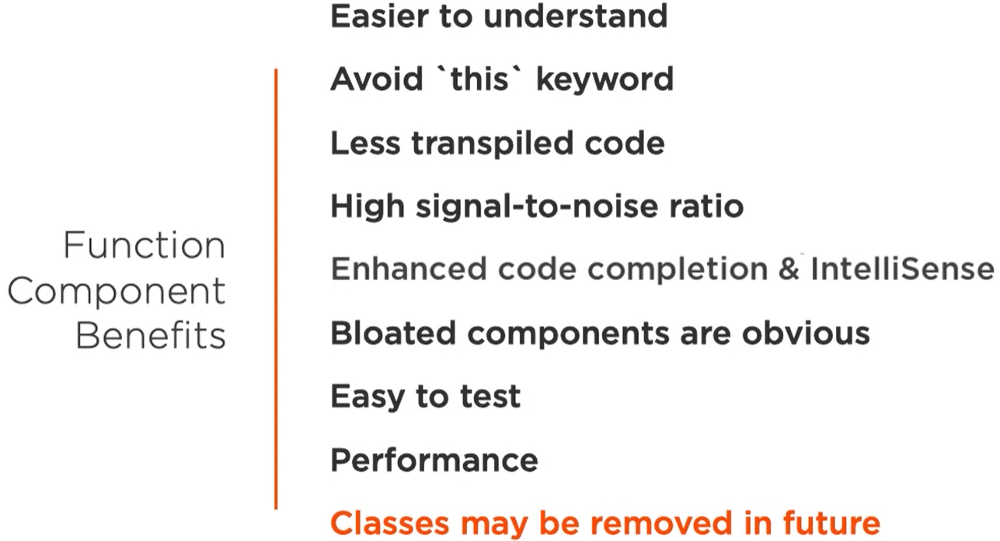 Function
Component
Benefits
Easier to understand
Avoid `this` keyword
Less transpiled code
High signal-to-noise ratio
Enhanced code completion & IntelliSense
Bloated components are obvious
Easy to test
Performance
Classes may be removed in future